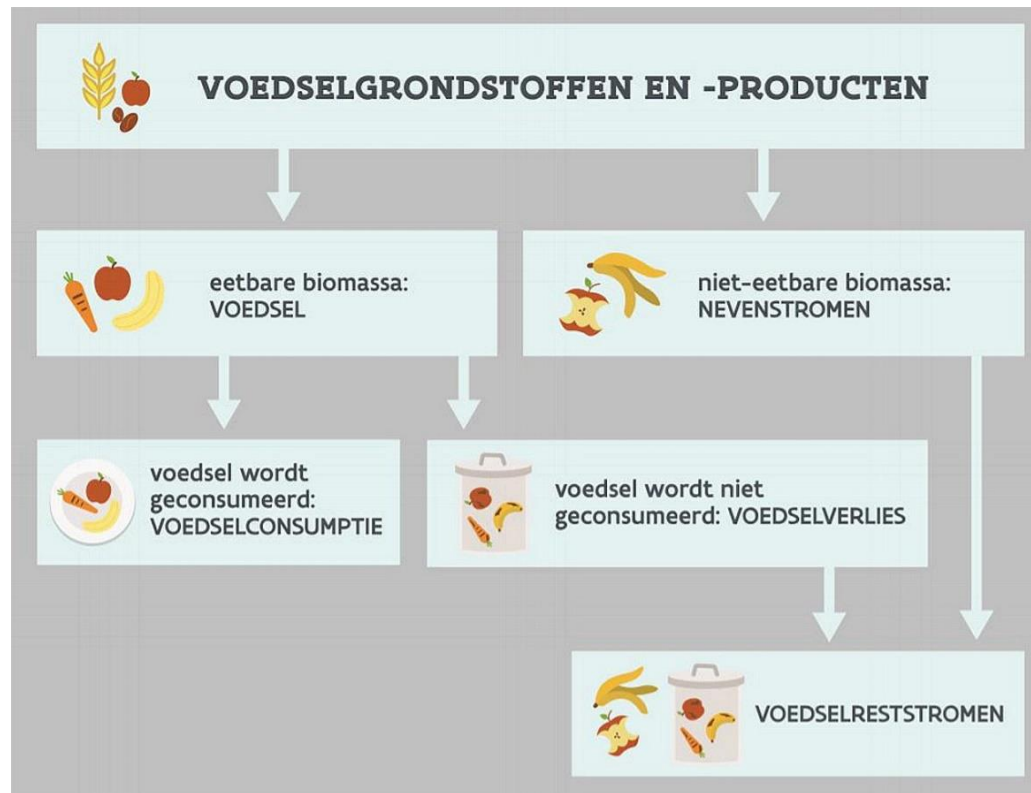 VOEDSELGRONDSTOFFEN EN -PRODUCTEN
eetbare biomassa:
VOEDSEL
niet-eetbare biomassa:
NEVENSTROMEN
voedsel wordt
geconsumeerd:
VOEDSELCONSUMPTIE
voedsel wordt niet
geconsumeerd: VOEDSELVERLIES
VOEDSELRESTSTROMEN